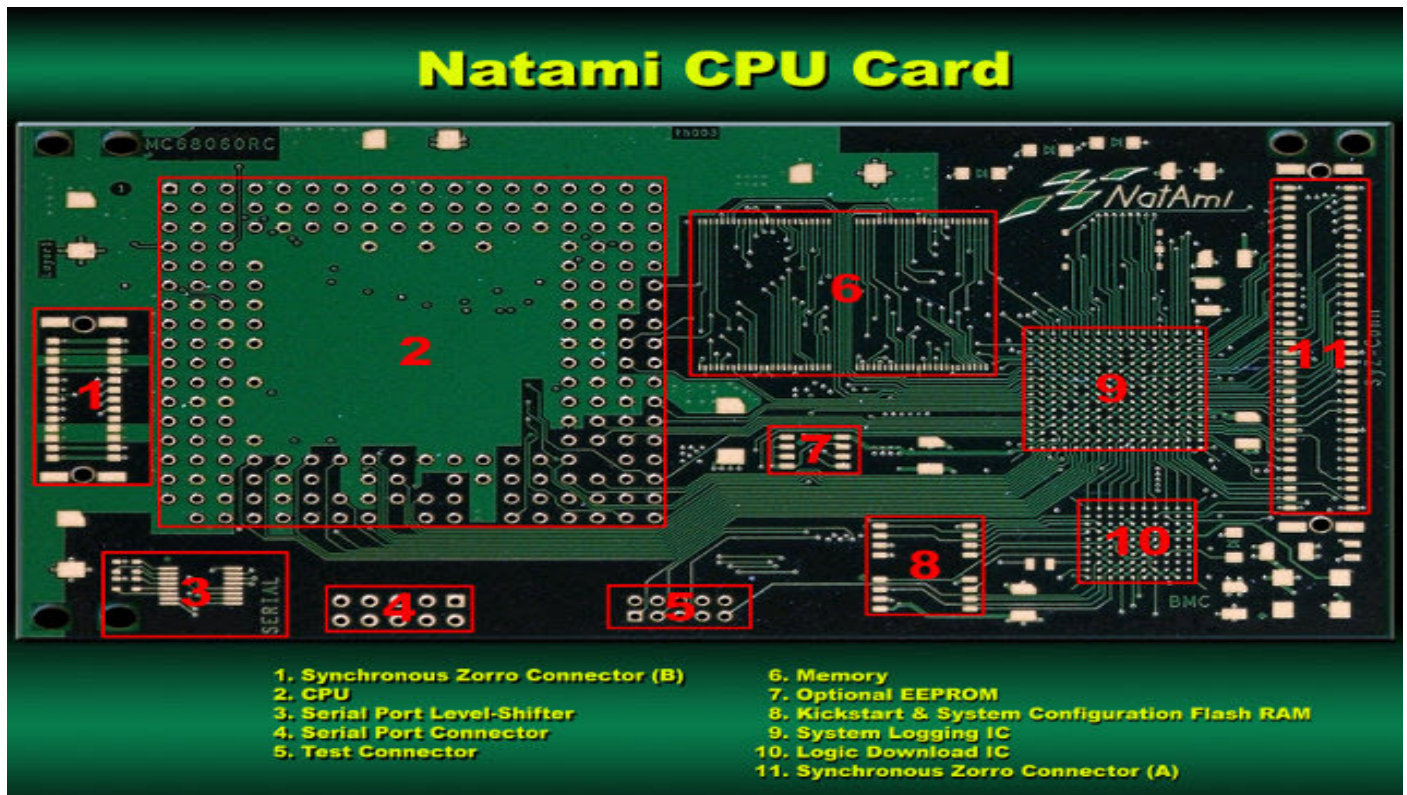 Natami CPU Card
MC68060RC
NatAmi
1
2
3
4
5
6
7
8
9
10
11
SERIAL
BMC
1. Synchronous Zorro Connector (B)
2. CPU
3. Serial Port Level-Shifter
4. Serial Port Connector
5. Test Connector
6. Memory
7. Optional EEPROM
8. Kickstart & System Configuration Flash RAM
9. System Logging IC
10. Logic Download IC
11. Synchronous Zorro Connector (A)